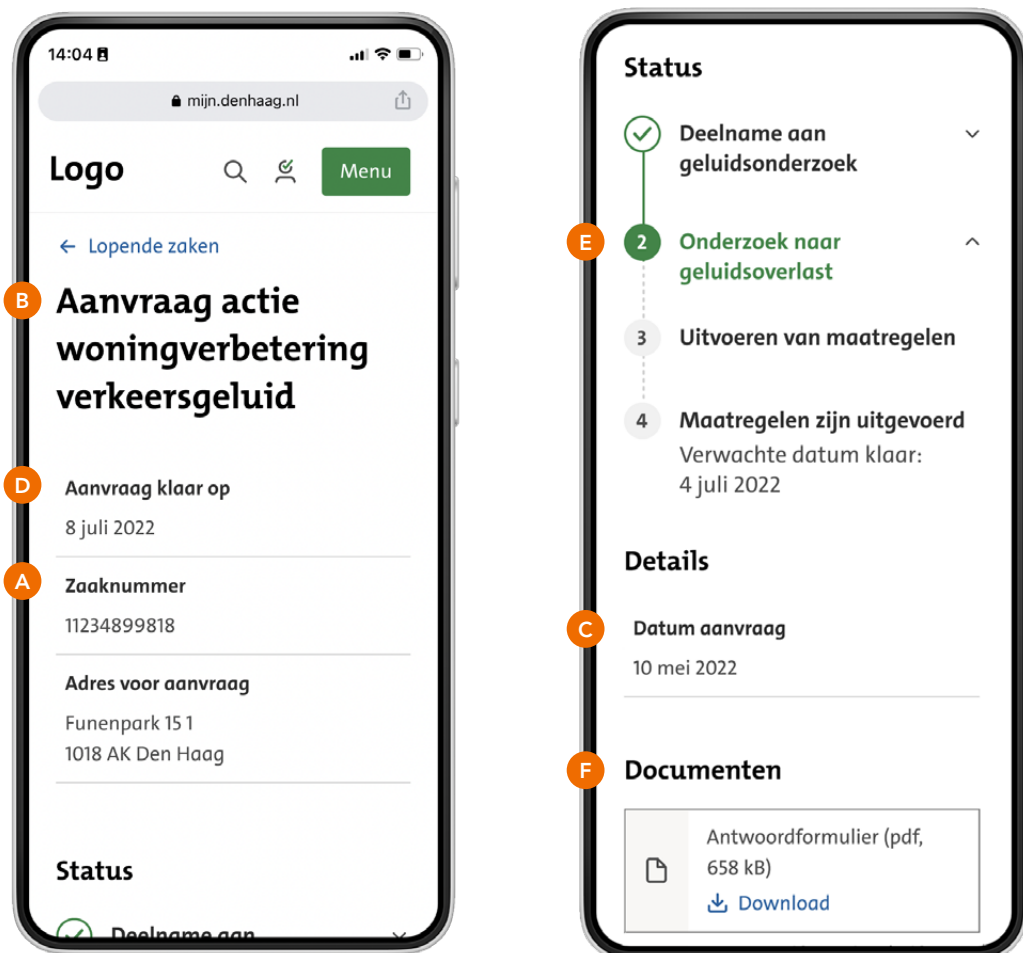 14:04
mijn.denhaag.nl
Logo
Menu
← Lopende zaken
B
Aanvraag actie
woningverbetering
verkeersgeluid
D
Aanvraag klaar op
8 juli 2022
A
Zaaknummer
11234899818
Adres voor aanvraag
Funenpark 15 1
1018 AK Den Haag
Status
Deelname aan
Status
Deelname aan
geluidsonderzoek
E
2
Onderzoek naar
geluidsoverlast
3
Uitvoeren van maatregelen
4
Maatregelen zijn uitgevoerd
Verwachte datum klaar:
4 juli 2022
Details
C
Datum aanvraag
10 mei 2022
F
Documenten
Antwoordformulier (pdf,
658 kB)
Download